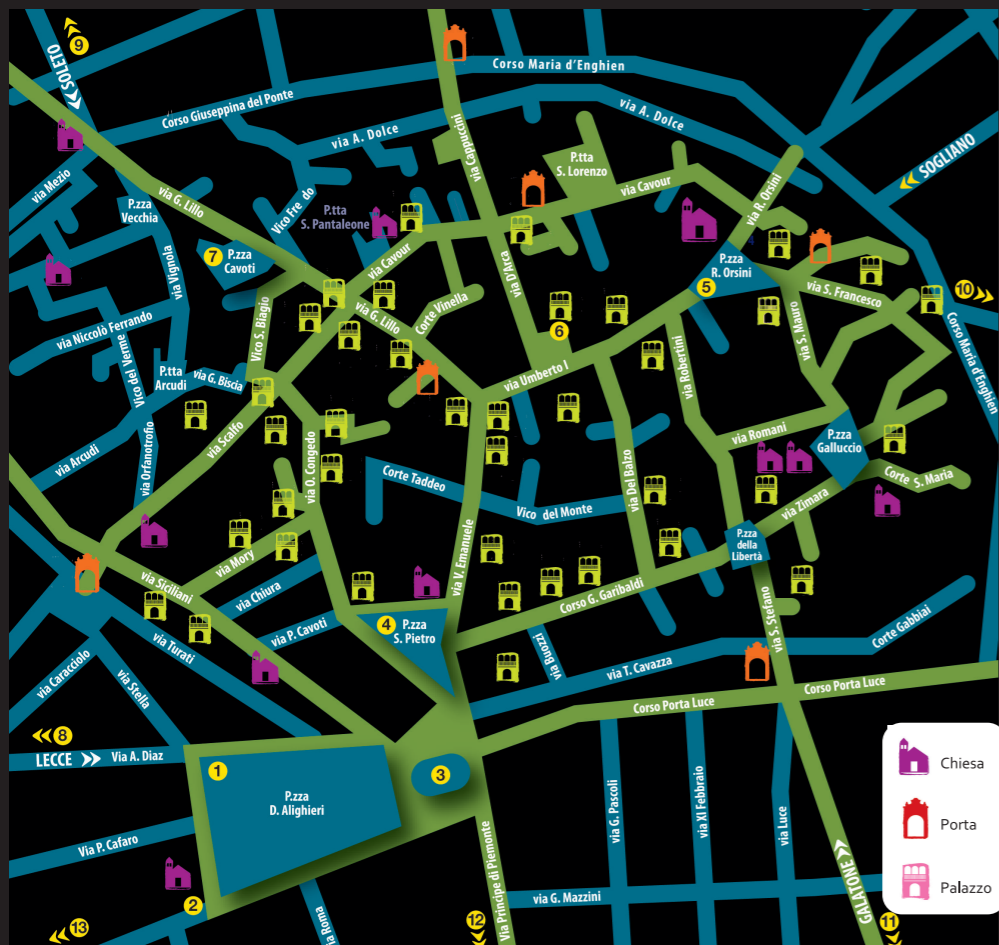 9
SOLETO
Corso Maria d'Enghien
Corso Giuseppina del Ponte
via A. Dolce
via A. Dolce
via Cappuccini
SOGLIANO
P.tta
S. Lorenzo
via Mezio
via G. Lillo
Vico Fre do
via Cavour
via R. Orsini
P.zza
Vecchia
P.tta
S. Pantaleone
4
7
P.zza
Cavoti
via Cavour
via D'Arca
P.zza
R. Orsini
5
via Vignola
10
via S. Francesco
via Niccolò Ferrando
Vico S. Biagio
via G. Lillo
Corte Vinella
6
via S. Mauro
Corso Maria d'Enghien
Vico del Verme
P.tta
Arcudi
via G. Biscia
via Umberto I
via Robertini
via Arcudi
via Orfanotrofio
via Scalfo
via O. Congedo
Corte Taddeo
Vico del Monte
via Del Balzo
via Romani
P.zza
Galluccio
Corte S. Maria
via Zimara
P.zza
della
Libertà
via Mory
via V. Emanuele
via Siciliani
via Chiura
Corso G. Garibaldi
via S. Stefano
via P. Cavoti
4
P.zza
S. Pietro
via Buozzi
via T. Cavazza
Corte Gabbiai
via Turati
via Caracciolo
via Stella
Corso Porta Luce
Corso Porta Luce
8
LECCE
Via A. Diaz
1
P.zza
D. Alighieri
3
via G. Pascoli
via XI Febbraio
via Luce
Chiesa
Porta
Palazzo
Via P. Cafaro
2
13
via Roma
Via Principe di Piemonte
12
via G. Mazzini
GALATONE
11